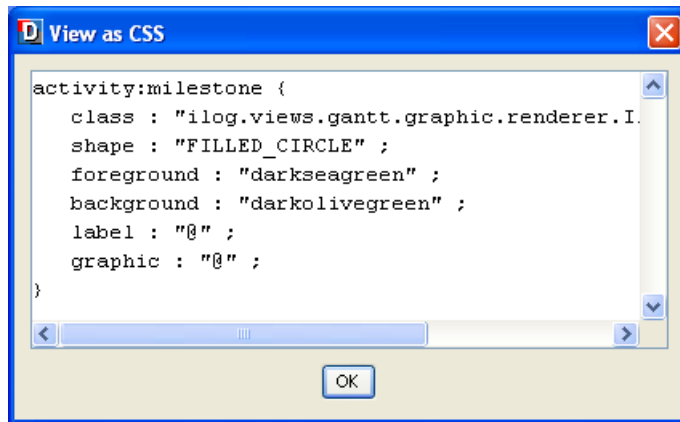 D View as CSS
activity:milestone {
class : "ilog.views.gantt.graphic.renderer.I
shape : "FILLED_CIRCLE" ;
foreground : "darkseagreen" ;
background : "darkolivegreen" ;
label : "@" ;
graphic : "@" ;
}
OK